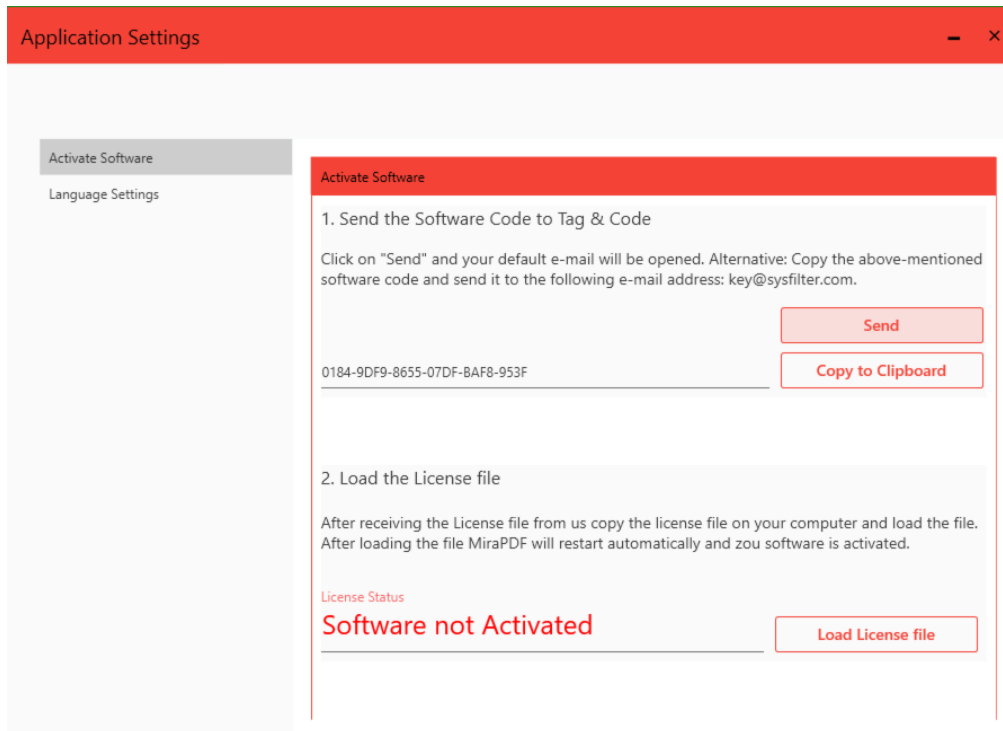 Application Settings
Activate Software
Language Settings
Activate Software
1. Send the Software Code to Tag & Code
Click on "Send" and your default e-mail will be opened. Alternative: Copy the above-mentioned
software code and send it to the following e-mail address: key@sysfilter.com.
Send
0184-9DF9-8655-07DF-BAF8-953F
Copy to Clipboard
2. Load the License file
After receiving the License file from us copy the license file on your computer and load the file.
After loading the file MiraPDF will restart automatically and zou software is activated.
License Status
Software not Activated
Load License file